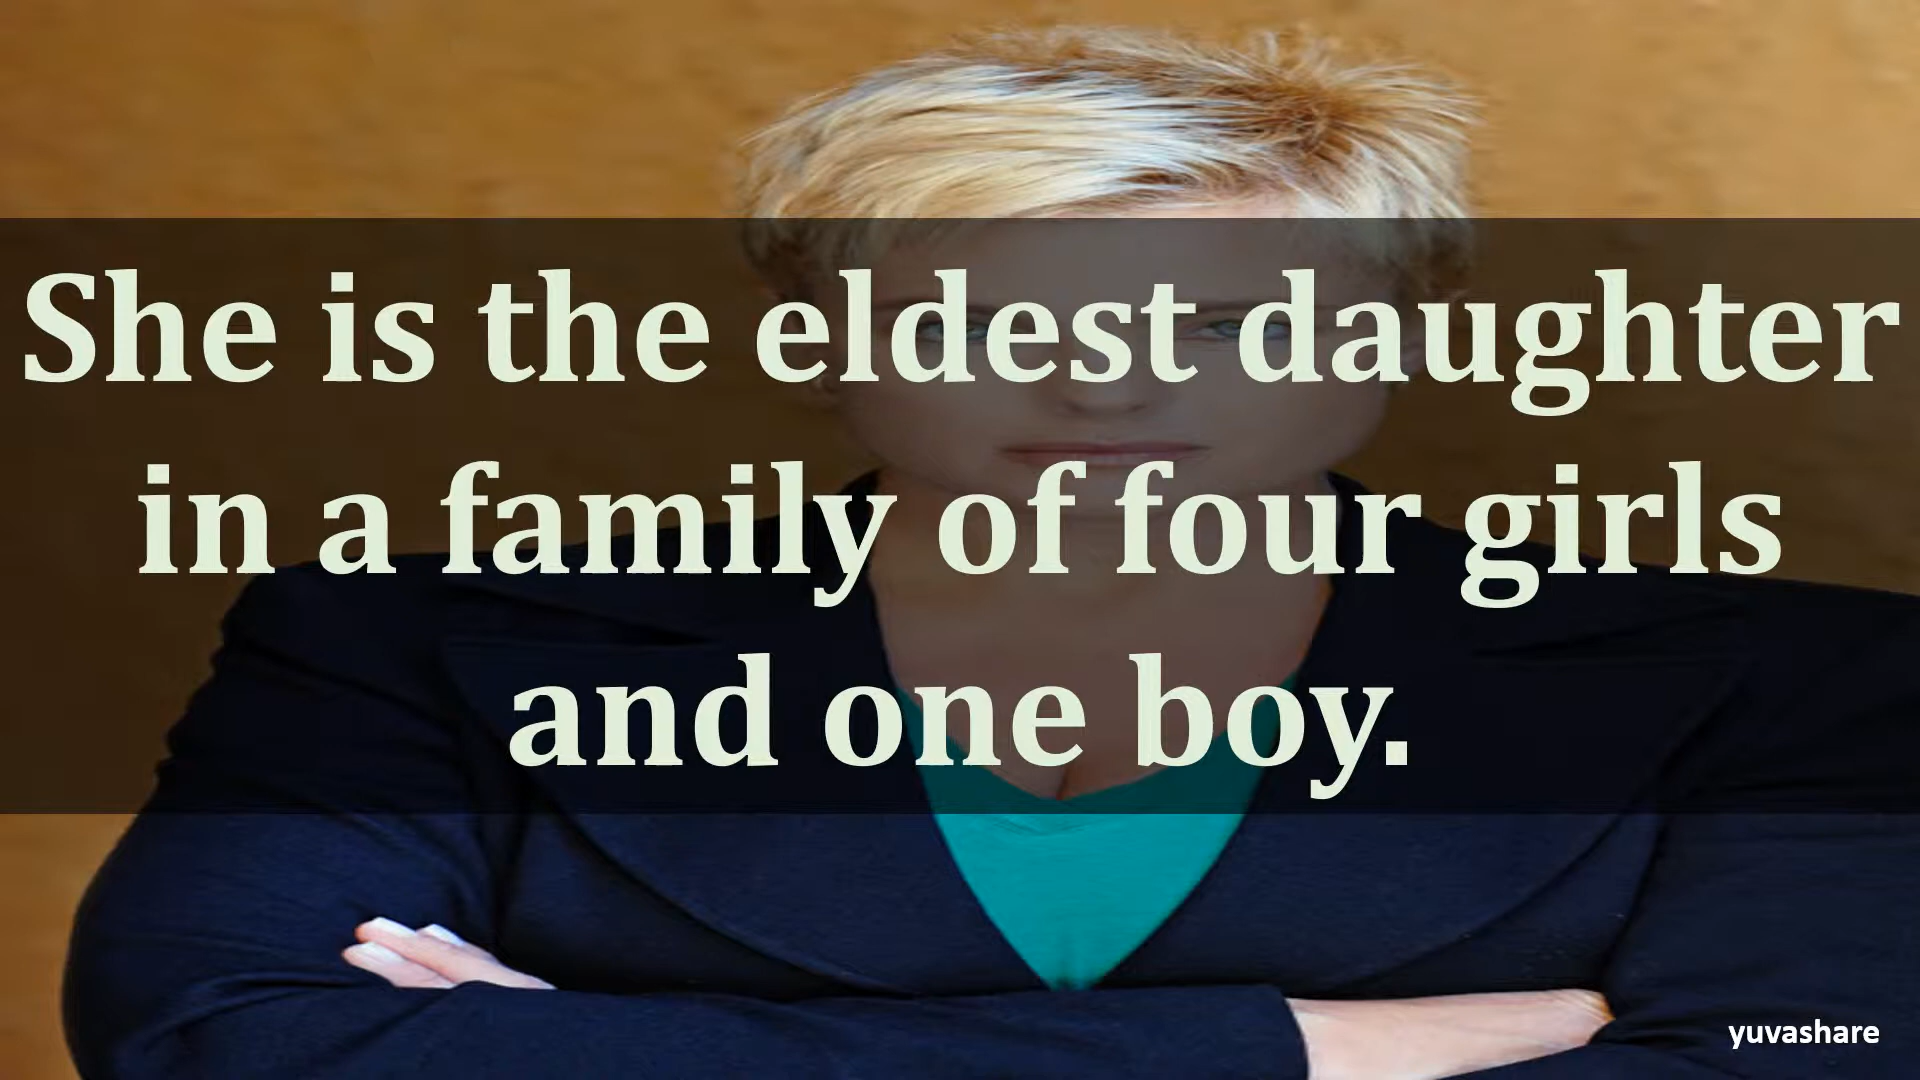 She is the eldest daughter
in a family of four girls
and one boy.
yuvashare